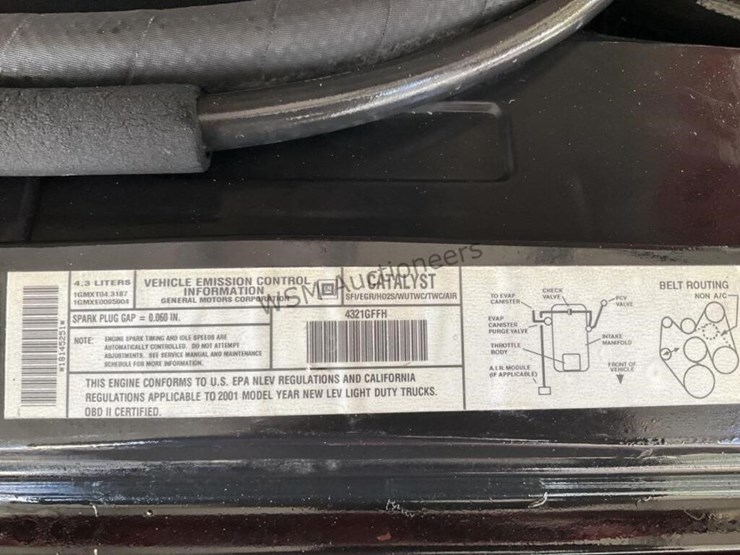 *18145251*
4.3 LITERS
1GMXT04.3187
1GMXE0095904
VEHICLE EMISSION CONTROL
INFORMATION
GENERAL MOTORS CORPORATION
GM
CATALYST
SFI/EGR/HO2S/WUTWC/TWC/AIR
SPARK PLUG GAP = 0.060 IN.
4321GFFH
NOTE: ENGINE SPARK TIMING AND IDLE SPEEDS ARE
AUTOMATICALLY CONTROLLED. DO NOT ATTEMPT
ADJUSTMENTS. SEE SERVICE MANUAL AND MAINTENANCE
SCHEDULE FOR MORE INFORMATION.
THIS ENGINE CONFORMS TO U.S. EPA NLEV REGULATIONS AND CALIFORNIA
REGULATIONS APPLICABLE TO 2001 MODEL YEAR NEW LEV LIGHT DUTY TRUCKS.
OBD II CERTIFIED.
TO EVAP
CANISTER
CHECK
VALVE
PCV
VALVE
EVAP
CANISTER
PURGE VALVE
THROTTLE
BODY
INTAKE
MANIFOLD
A.I.R. MODULE
(IF APPLICABLE)
FRONT OF
VEHICLE
BELT ROUTING
NON A/C
WSM Auctioneers